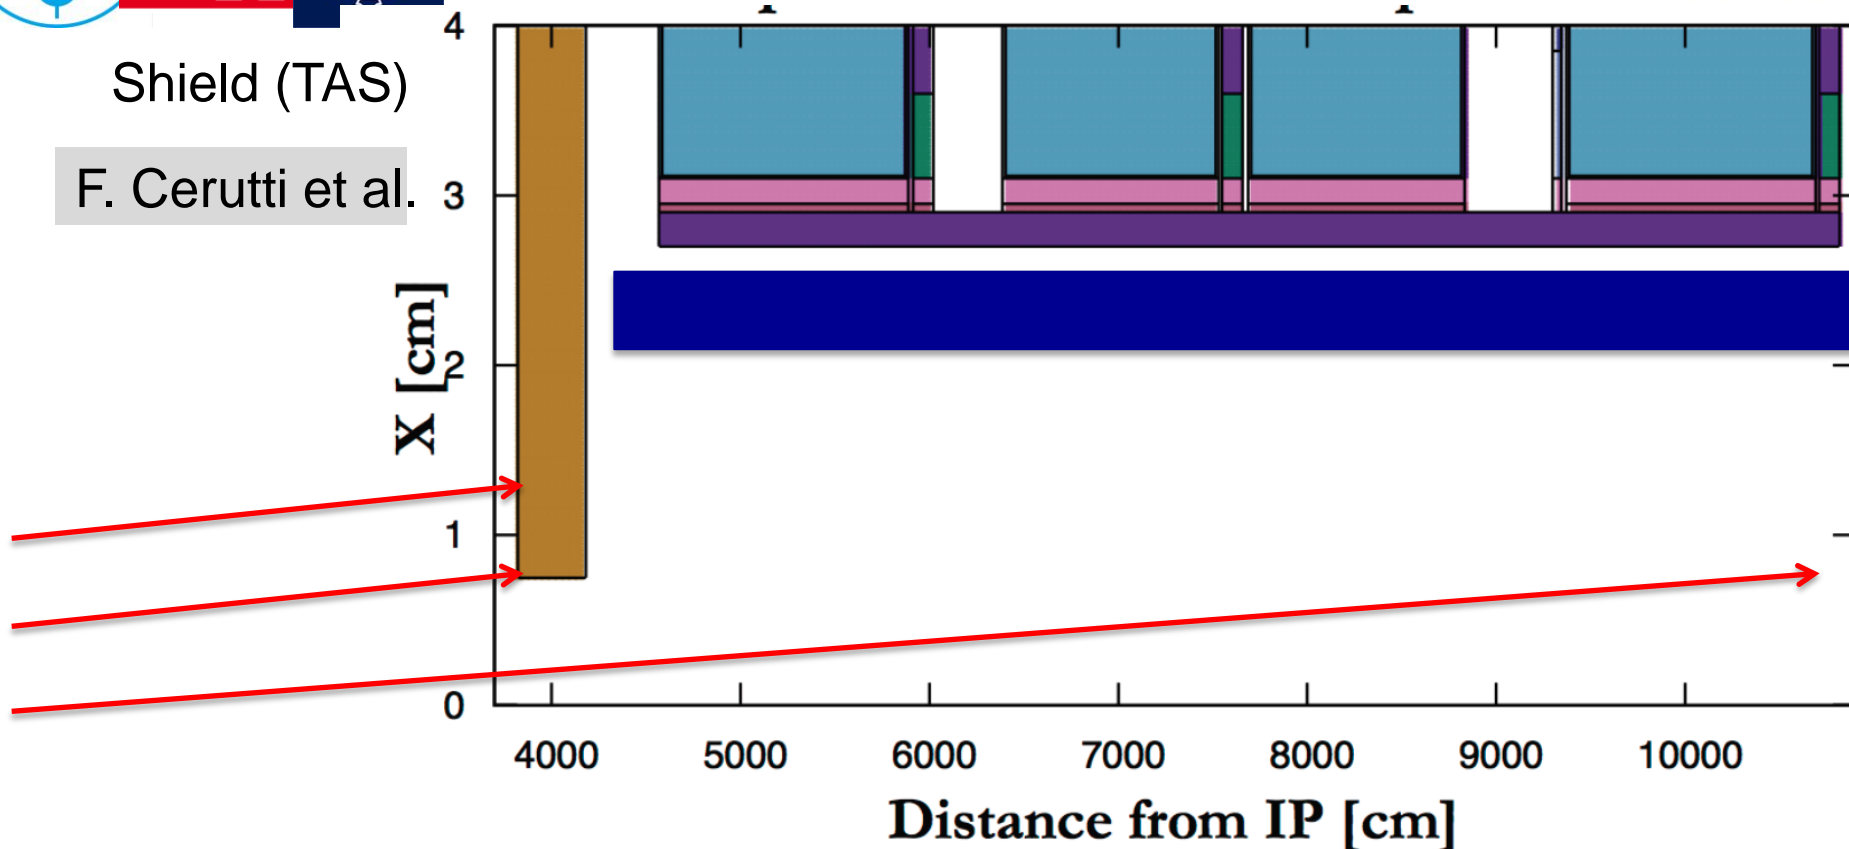 Shield (TAS)
F. Cerutti et al.
X [cm]
4
3
2
1
0
4000 5000 6000 7000 8000 9000 10000
Distance from IP [cm]